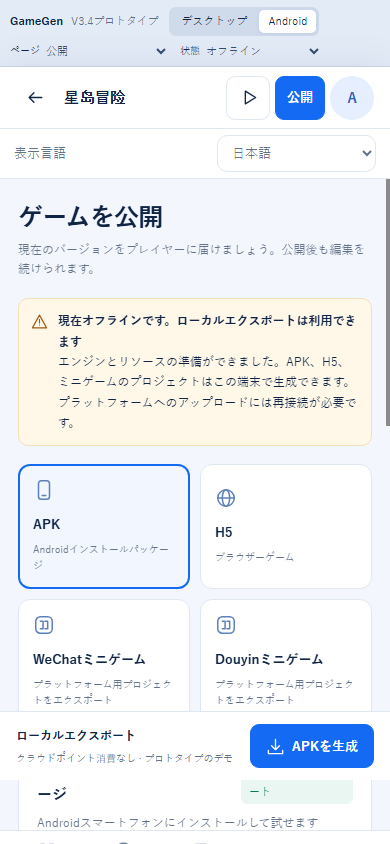 GameGen V3.4プロトタイプ デスクトップ Android
ページ 公開 状態 オフライン
星岛冒险 公開 A
表示言語 日本語
ゲームを公開
現在のバージョンをプレイヤーに届けましょう。公開後も編集を
続けられます。
現在オフラインです。ローカルエクスポートは利用でき
ます
エンジンとリソースの準備ができました。APK、H5、
ミニゲームのプロジェクトはこの端末で生成できます。
プラットフォームへのアップロードには再接続が必要で
す。
APK
Androidインストールパッケー
ジ
H5
ブラウザーゲーム
WeChatミニゲーム
プラットフォーム用プロジェク
トをエクスポート
Douyinミニゲーム
プラットフォーム用プロジェク
トをエクスポート
ローカルエクスポート
クラウドポイント消費なし · プロトタイプのデモ
APKを生成
ージ
ート
Androidスマートフォンにインストールして試せます